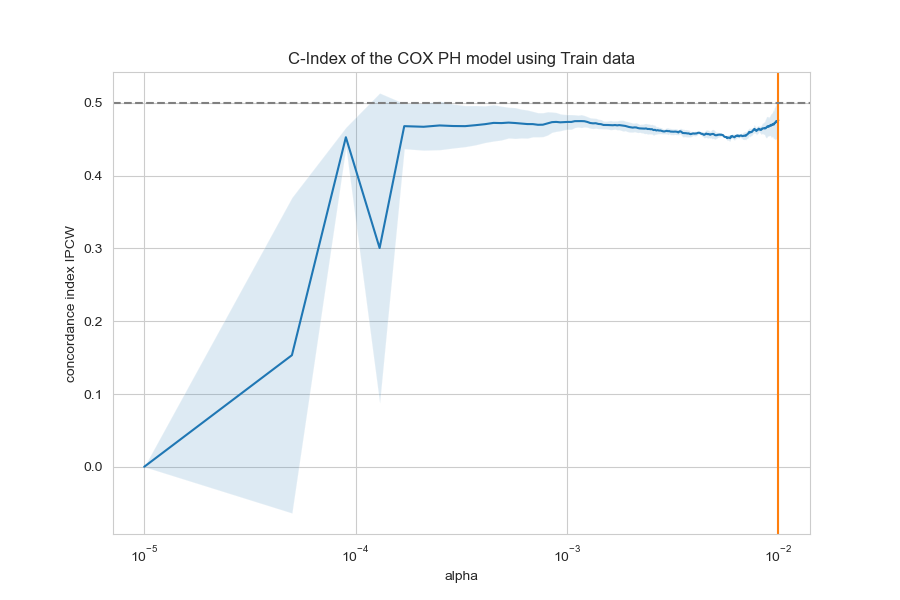 C-Index of the COX PH model using Train data
concordance index IPCW
0.5
0.4
0.3
0.2
0.1
0.0
10⁻⁵ 10⁻⁴ 10⁻³ 10⁻²
alpha